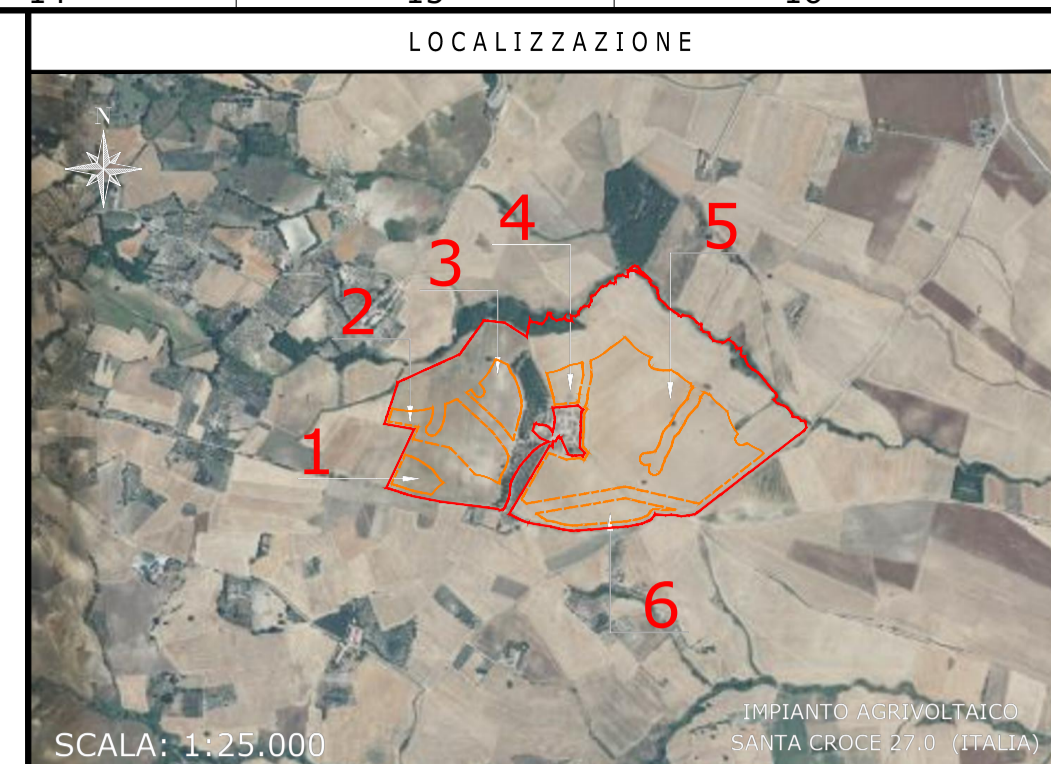 LOCALIZZAZIONE
N
4
5
3
2
1
6
IMPIANTO AGRIVOLTAICO
SCALA: 1:25.000
SANTA CROCE 27.0 (ITALIA)